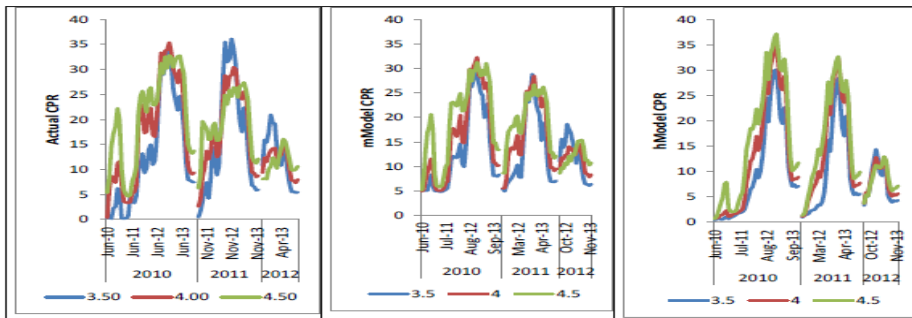 Actual CPR
40
35
30
25
20
15
10
5
0
Jun-10
Jun-11
Jun-12
Jun-13
Nov-11
Nov-12
Nov-13
Apr-13
2010
2011
2012
3.50
4.00
4.50
mModel CPR
40
35
30
25
20
15
10
5
0
Jun-10
Jul-11
Aug-12
Sep-13
Jun-11
Mar-12
Apr-13
Oct-12
Nov-13
2010
2011
2012
3.5
4
4.5
hModel CPR
40
35
30
25
20
15
10
5
0
Jun-10
Jul-11
Aug-12
Sep-13
Jun-11
Mar-12
Apr-13
Oct-12
Nov-13
2010
2011
2012
3.5
4
4.5